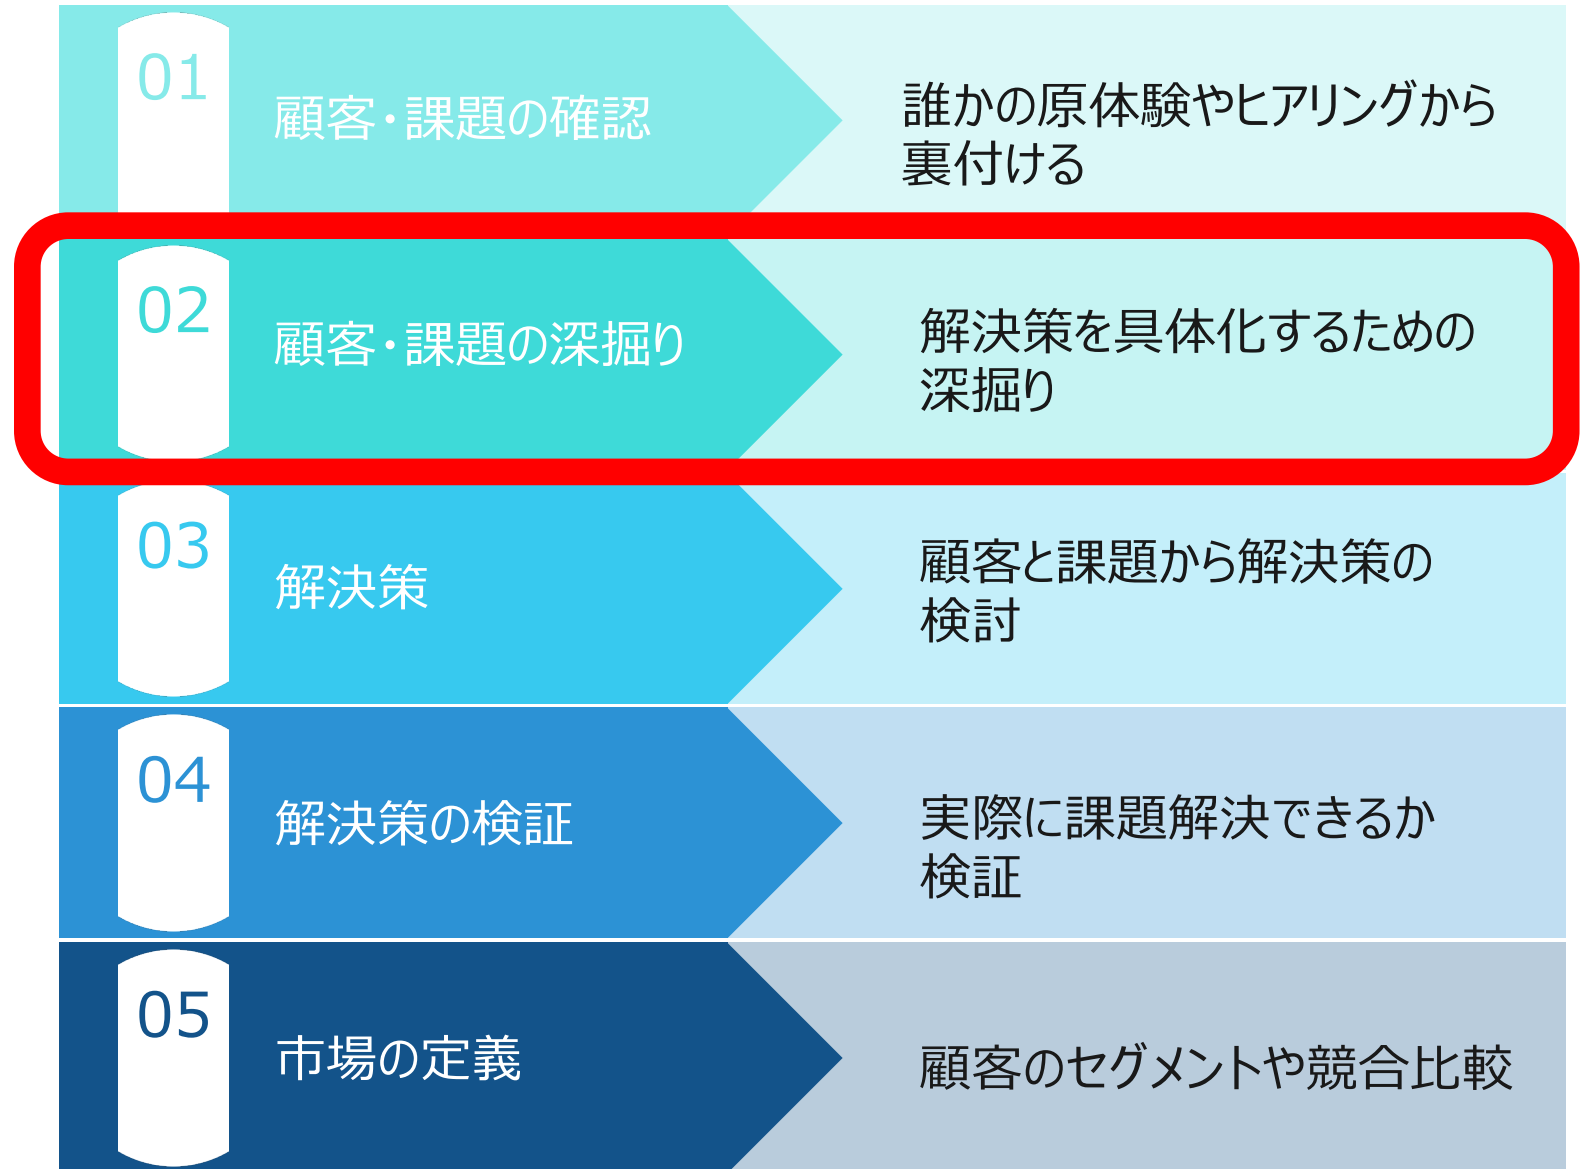 01
顧客・課題の確認
誰かの原体験やヒアリングから
裏付ける
02
顧客・課題の深掘り
解決策を具体化するための
深掘り
03
解決策
顧客と課題から解決策の
検討
04
解決策の検証
実際に課題解決できるか
検証
05
市場の定義
顧客のセグメントや競合比較